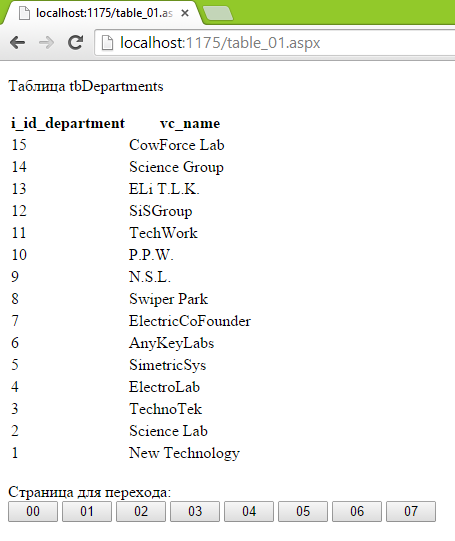 localhost:1175/table_01.as
localhost:1175/table_01.aspx
Таблица tbDepartments
i_id_department vc_name
15 CowForce Lab
14 Science Group
13 ELi T.L.K.
12 SiSGroup
11 TechWork
10 P.P.W.
9 N.S.L.
8 Swiper Park
7 ElectricCoFounder
6 AnyKeyLabs
5 SimetricSys
4 ElectroLab
3 TechnoTek
2 Science Lab
1 New Technology
Страница для перехода:
00 01 02 03 04 05 06 07